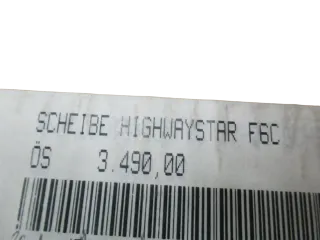 SCHEIBE HIGHWAYSTAR F6C
ÖS 3.490,00